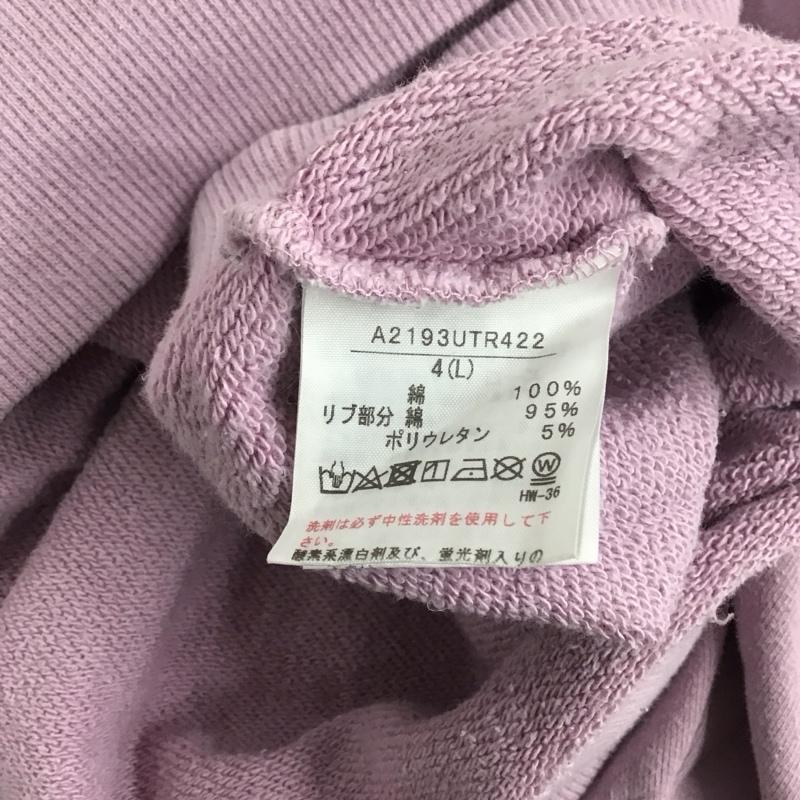 A2193UTR422
4(L)
綿 100%
リブ部分 綿 95%
ポリウレタン 5%
W
HW-36
洗剤は必ず中性洗剤を使用して下
さい。
酵素系漂白剤及び、蛍光剤入りの